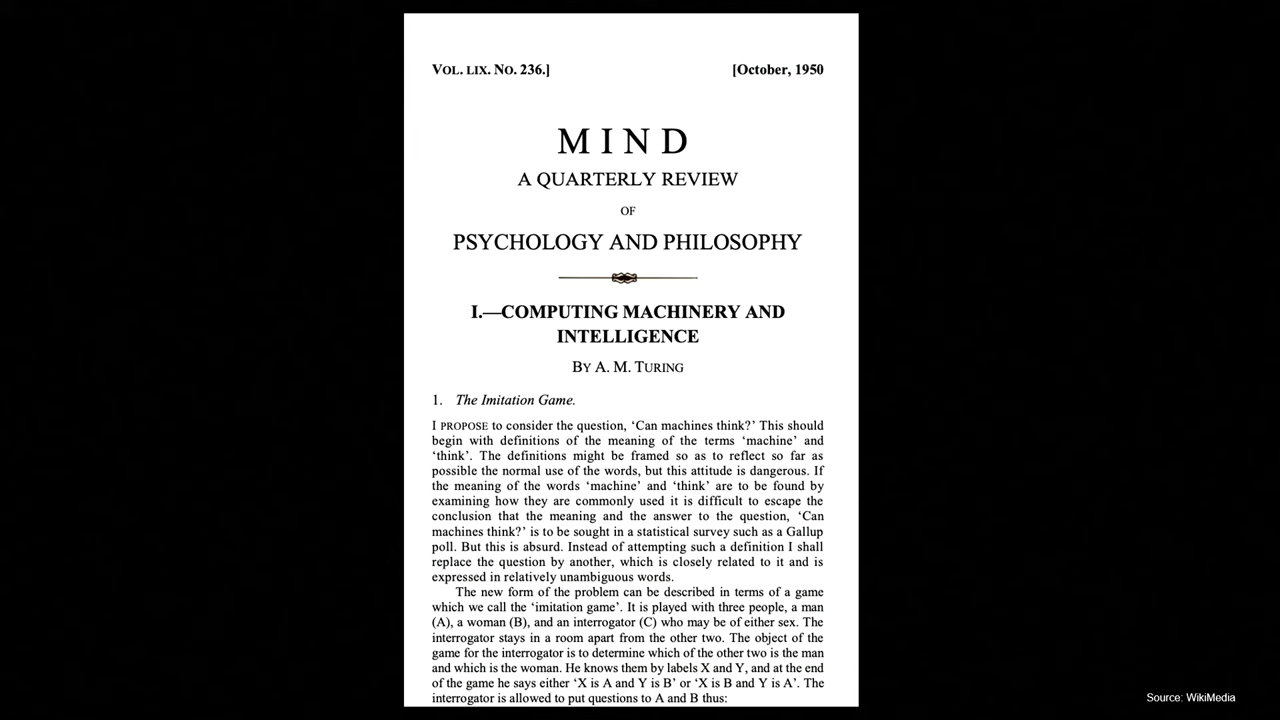 VOL. LIX. NO. 236.] [October, 1950
MIND
A QUARTERLY REVIEW
OF
PSYCHOLOGY AND PHILOSOPHY
I.—COMPUTING MACHINERY AND
INTELLIGENCE
BY A. M. TURING
1. The Imitation Game.
I PROPOSE to consider the question, ‘Can machines think?’ This should
begin with definitions of the meaning of the terms ‘machine’ and
‘think’. The definitions might be framed so as to reflect so far as
possible the normal use of the words, but this attitude is dangerous. If
the meaning of the words ‘machine’ and ‘think’ are to be found by
examining how they are commonly used it is difficult to escape the
conclusion that the meaning and the answer to the question, ‘Can
machines think?’ is to be sought in a statistical survey such as a Gallup
poll. But this is absurd. Instead of attempting such a definition I shall
replace the question by another, which is closely related to it and is
expressed in relatively unambiguous words.
The new form of the problem can be described in terms of a game
which we call the ‘imitation game’. It is played with three people, a man
(A), a woman (B), and an interrogator (C) who may be of either sex. The
interrogator stays in a room apart from the other two. The object of the
game for the interrogator is to determine which of the other two is the man
and which is the woman. He knows them by labels X and Y, and at the end
of the game he says either ‘X is A and Y is B’ or ‘X is B and Y is A’. The
interrogator is allowed to put questions to A and B thus:
Source: WikiMedia